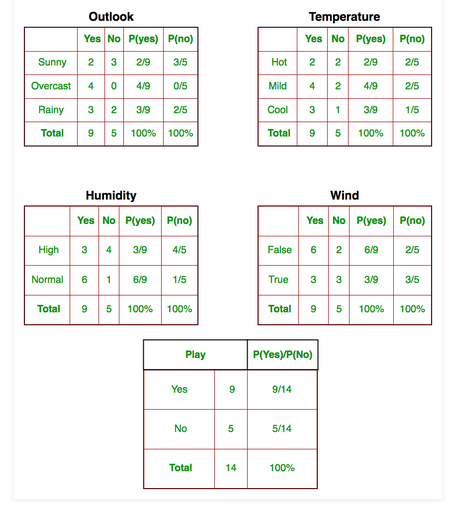 Outlook
Yes No P(yes) P(no)
Sunny 2 3 2/9 3/5
Overcast 4 0 4/9 0/5
Rainy 3 2 3/9 2/5
Total 9 5 100% 100%
Temperature
Yes No P(yes) P(no)
Hot 2 2 2/9 2/5
Mild 4 2 4/9 2/5
Cool 3 1 3/9 1/5
Total 9 5 100% 100%
Humidity
Yes No P(yes) P(no)
High 3 4 3/9 4/5
Normal 6 1 6/9 1/5
Total 9 5 100% 100%
Wind
Yes No P(yes) P(no)
False 6 2 6/9 2/5
True 3 3 3/9 3/5
Total 9 5 100% 100%
Play P(Yes)/P(No)
Yes 9 9/14
No 5 5/14
Total 14 100%